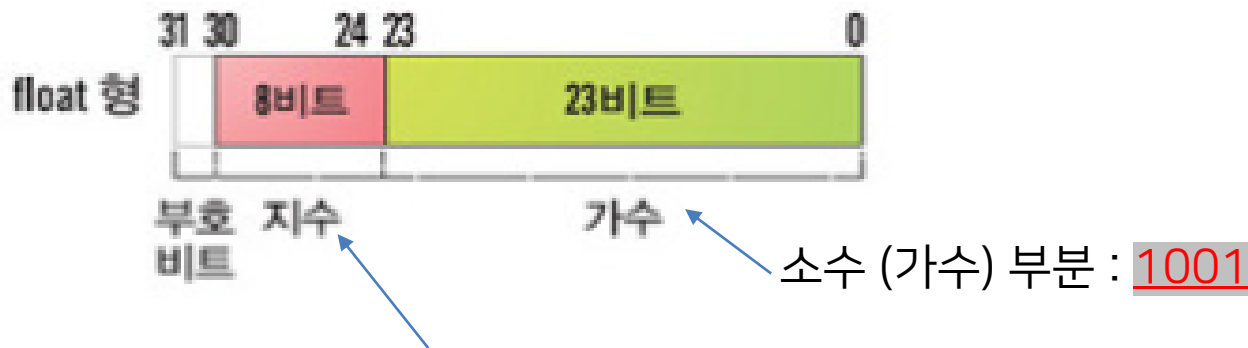 31 30 24 23 0
float 형 8비트 23비트
부호 지수 가수
비트
소수 (가수) 부분 : 1001